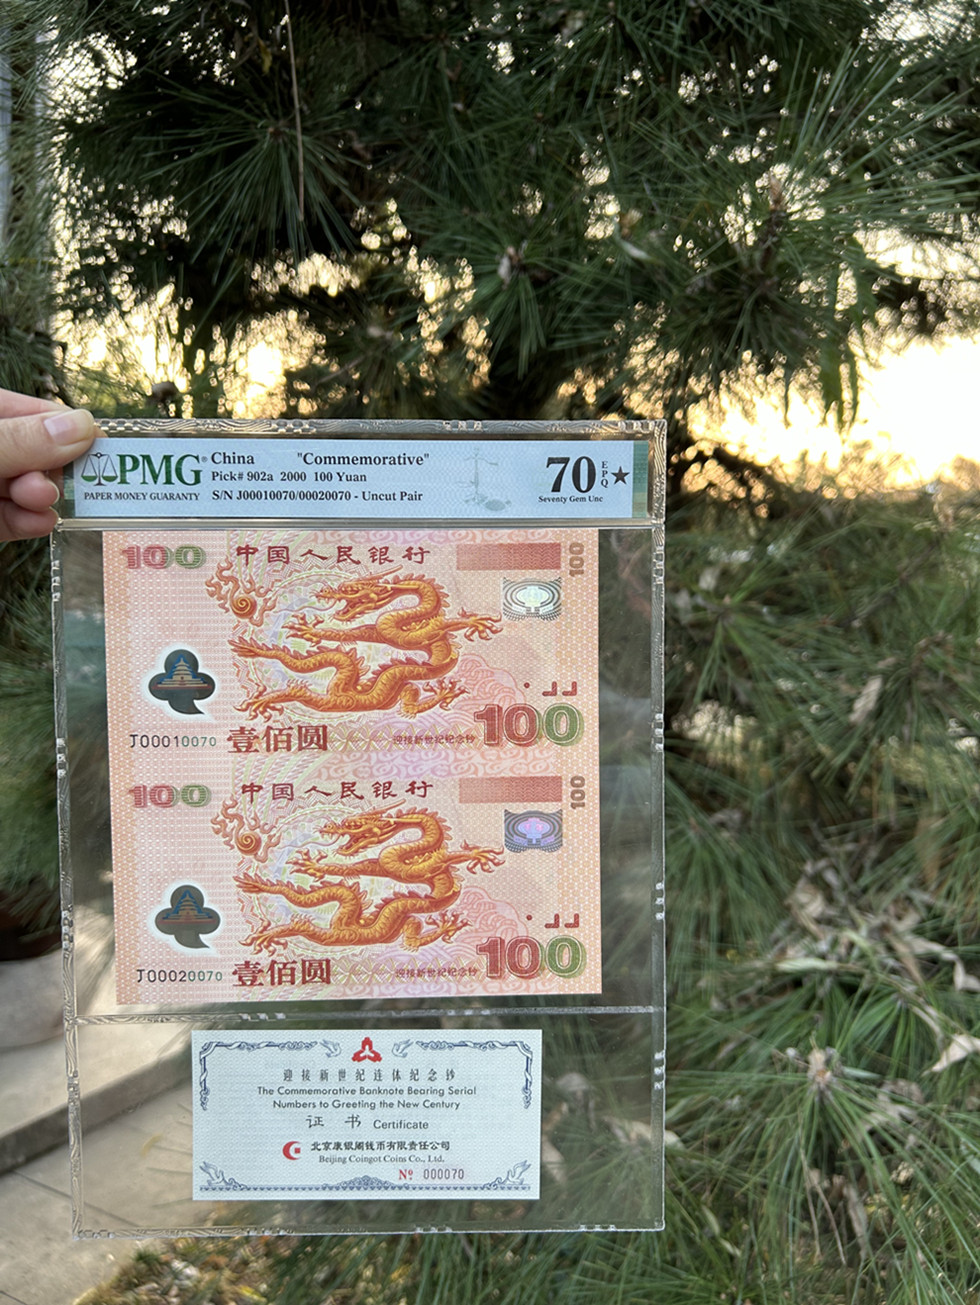 PMG®
PAPER MONEY GUARANTY
China "Commemorative"
Pick# 902a 2000 100 Yuan
S/N J00010070/00020070 - Uncut Pair
70 EPQ★
Seventy Gem Unc
100 中国人民银行 100
J00010070 壹佰圆 迎接新世纪纪念钞 100
100 中国人民银行 100
J00020070 壹佰圆 迎接新世纪纪念钞 100
迎接新世纪连体纪念钞
The Commemorative Banknote Bearing Serial
Numbers to Greeting the New Century
证书 Certificate
北京康银阁钱币有限责任公司
Beijing Coingot Coins Co., Ltd.
Nº 000070